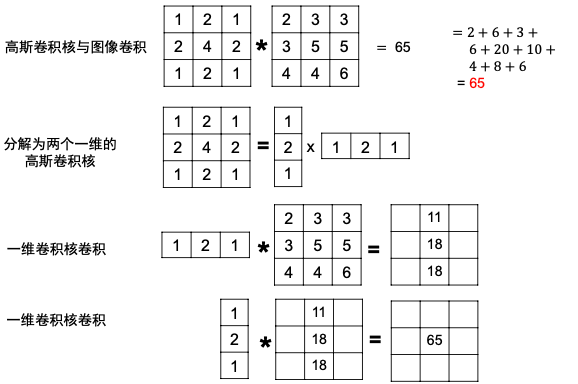 1 2 1 2 3 3
高斯卷积核与图像卷积 2 4 2 * 3 5 5 = 65
1 2 1 4 4 6
= 2 + 6 + 3 +
6 + 20 + 10 +
4 + 8 + 6
= 65
1 2 1 1
分解为两个一维的
高斯卷积核
2 4 2 = 2 x 1 2 1
1 2 1 1
2 3 3 11
一维卷积核卷积 1 2 1 * 3 5 5 = 18
4 4 6 18
一维卷积核卷积
1 11
2 * 18 = 65
1 18